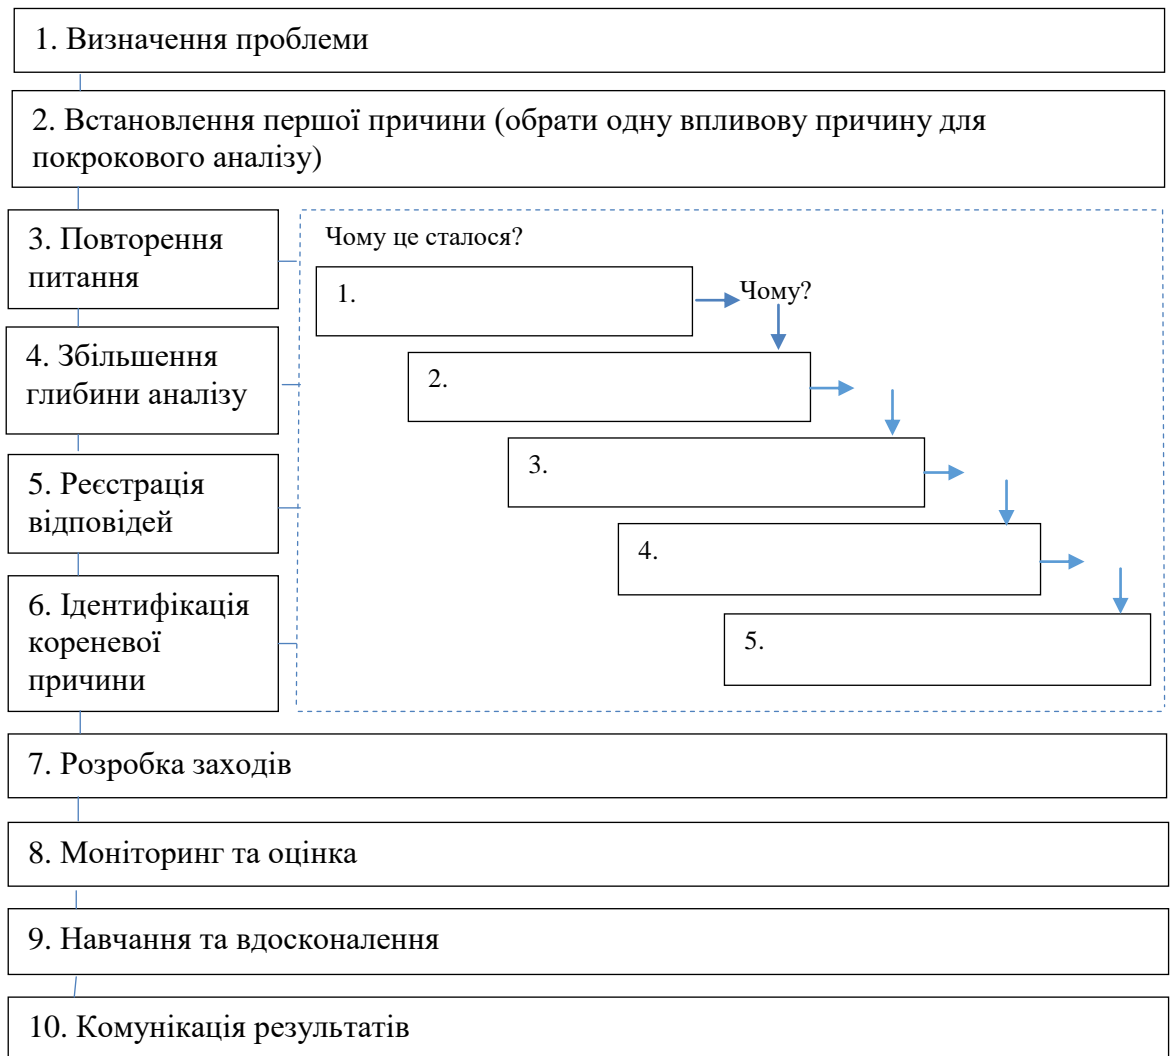 1. Визначення проблеми
2. Встановлення першої причини (обрати одну впливову причину для
покрокового аналізу)
3. Повторення
питання
4. Збільшення
глибини аналізу
5. Реєстрація
відповідей
6. Ідентифікація
кореневої
причини
Чому це сталося?
1.
Чому?
2.
3.
4.
5.
7. Розробка заходів
8. Моніторинг та оцінка
9. Навчання та вдосконалення
10. Комунікація результатів